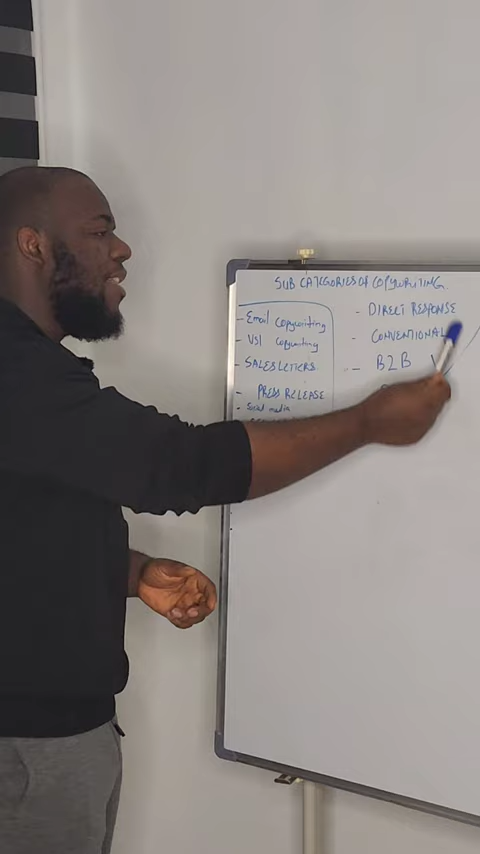 SUB CATEGORIES OF COPYWRITING.
- Email Copywriting
- VSl Copywriting
- SALES LETTERS
- PRESS RELEASE
- Social media
- DIRECT RESPONSE
- CONVENTIONAL
- B2B